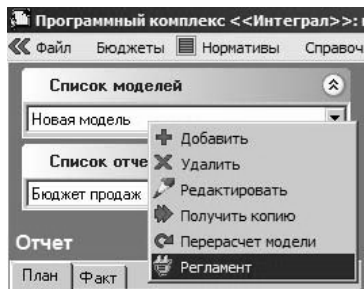 Программный комплекс <<Интеграл>>:
Файл Бюджеты Нормативы Справоч
Список моделей
Новая модель
Добавить
Список отче
Удалить
Бюджет продаж
Редактировать
Получить копию
Отчет
Перерасчет модели
План Факт
Регламент